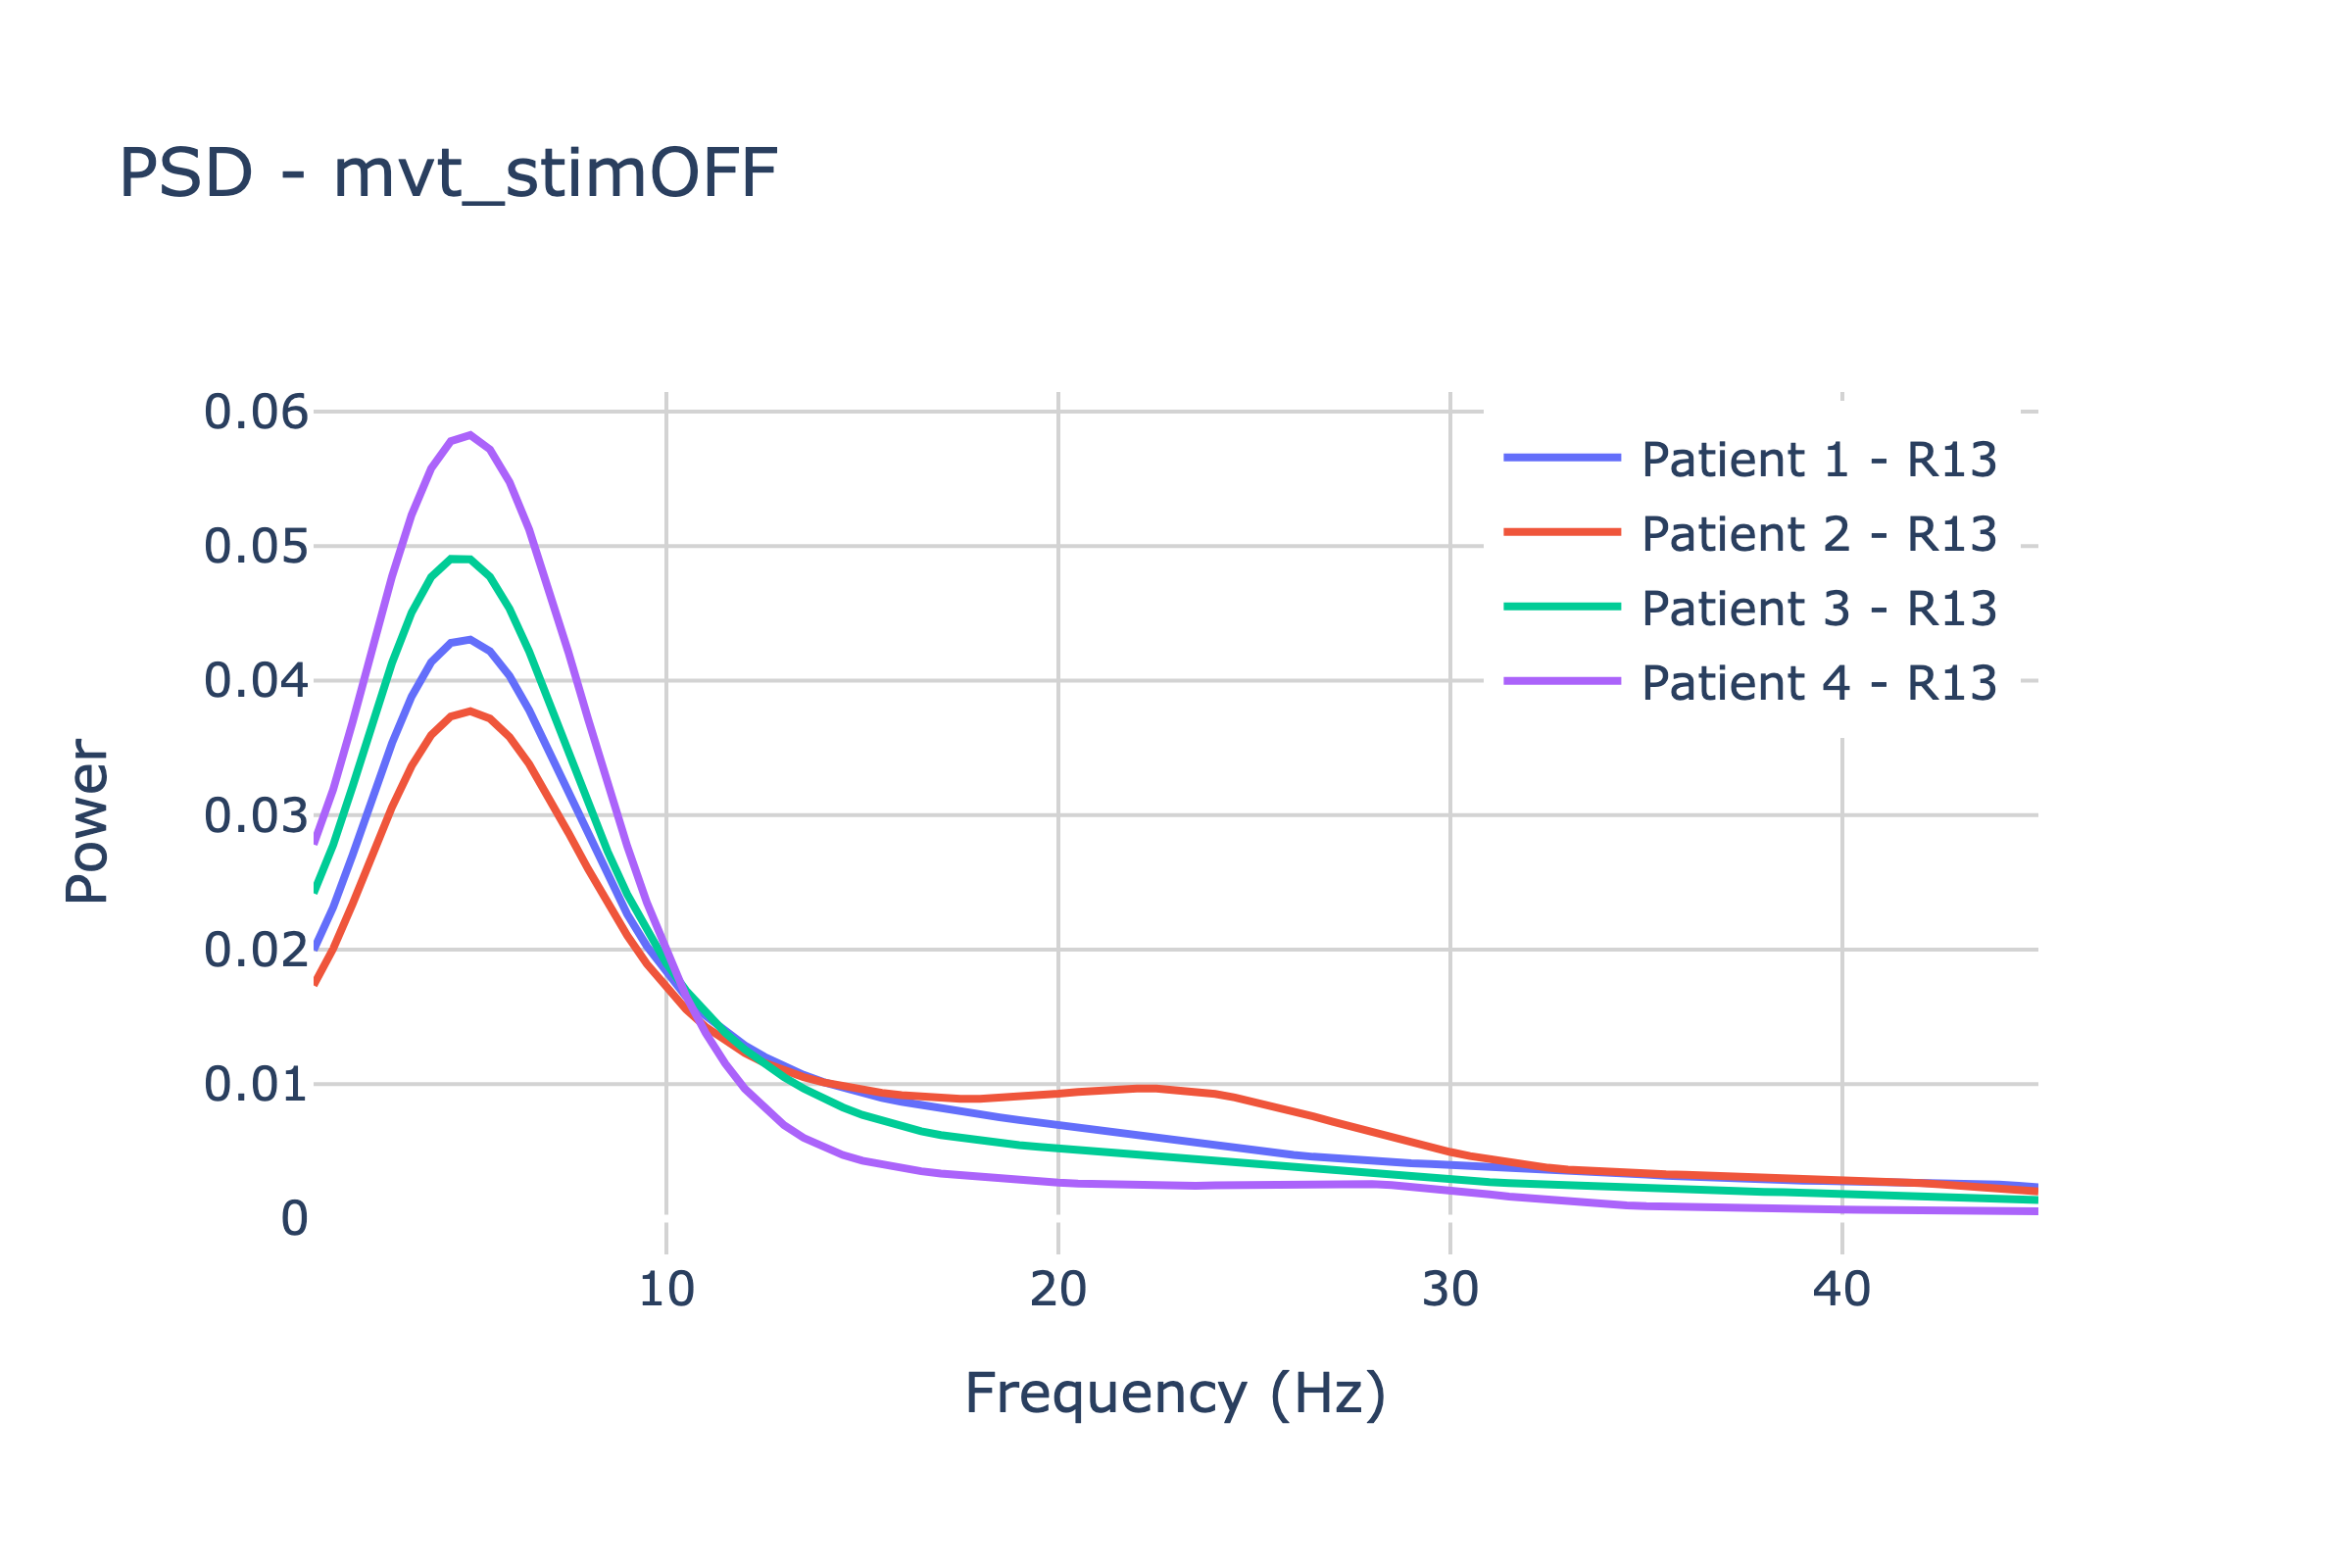 PSD - mvt_stimOFF
0.06
0.05
0.04
0.03
0.02
0.01
0
Power
10 20 30 40
Frequency (Hz)
Patient 1 - R13
Patient 2 - R13
Patient 3 - R13
Patient 4 - R13